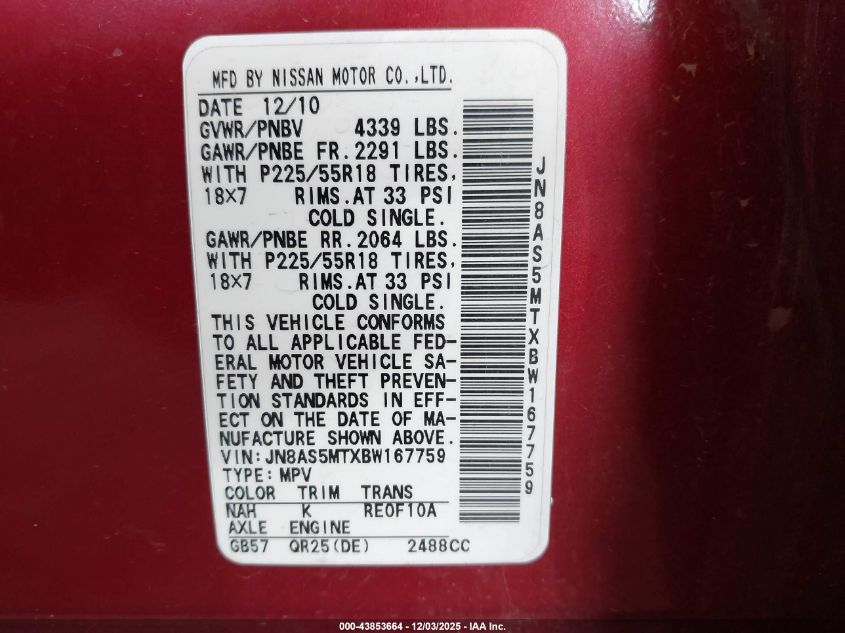 MFD BY NISSAN MOTOR CO.,LTD.
DATE 12/10
GVWR/PNBV 4339 LBS.
GAWR/PNBE FR.2291 LBS.
WITH P225/55R18 TIRES,
18X7 RIMS.AT 33 PSI
COLD SINGLE.
GAWR/PNBE RR.2064 LBS.
WITH P225/55R18 TIRES,
18X7 RIMS.AT 33 PSI
COLD SINGLE.
THIS VEHICLE CONFORMS
TO ALL APPLICABLE FED-
ERAL MOTOR VEHICLE SA-
FETY AND THEFT PREVEN-
TION STANDARDS IN EFF-
ECT ON THE DATE OF MA-
NUFACTURE SHOWN ABOVE.
VIN:JN8AS5MTXBW167759
TYPE:MPV
COLOR TRIM TRANS
NAH K RE0F10A
AXLE ENGINE
GB57 QR25(DE) 2488CC
JN8AS5MTXBW167759
000-43853664 - 12/03/2025 - IAA Inc.